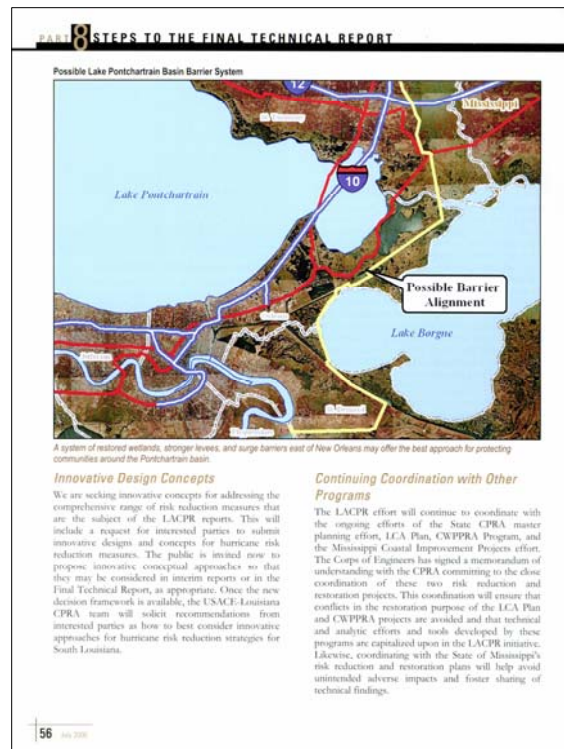 PART 8 STEPS TO THE FINAL TECHNICAL REPORT
Possible Lake Pontchartrain Basin Barrier System
12
Mississippi
St. Tammany
10
Lake Pontchartrain
Possible Barrier
Alignment
Orleans
Lake Borgne
Jefferson
St. Bernard
Plaquemines
A system of restored wetlands, stronger levees, and surge barriers east of New Orleans may offer the best approach for protecting
communities around the Pontchartrain basin.
Innovative Design Concepts
We are seeking innovative concepts for addressing the
comprehensive range of risk reduction measures that
are the subject of the LACPR reports. This will
include a request for interested parties to submit
innovative designs and concepts for hurricane risk
reduction measures. The public is invited now to
propose innovative conceptual approaches so that
they may be considered in interim reports or in the
Final Technical Report, as appropriate. Once the new
decision framework is available, the USACE-Louisiana
CPRA team will solicit recommendations from
interested parties as how to best consider innovative
approaches for hurricane risk reduction strategies for
South Louisiana.
Continuing Coordination with Other
Programs
The LACPR effort will continue to coordinate with
the ongoing efforts of the State CPRA master
planning effort, LCA Plan, CWPPRA Program, and
the Mississippi Coastal Improvement Projects effort.
The Corps of Engineers has signed a memorandum of
understanding with the CPRA committing to the close
coordination of these two risk reduction and
restoration projects. This coordination will ensure that
conflicts in the restoration purpose of the LCA Plan
and CWPPRA projects are avoided and that technical
and analytic efforts and tools developed by these
programs are capitalized upon in the LACPR initiative.
Likewise, coordinating with the State of Mississippi's
risk reduction and restoration plans will help avoid
unintended adverse impacts and foster sharing of
technical findings.
56 July 2006